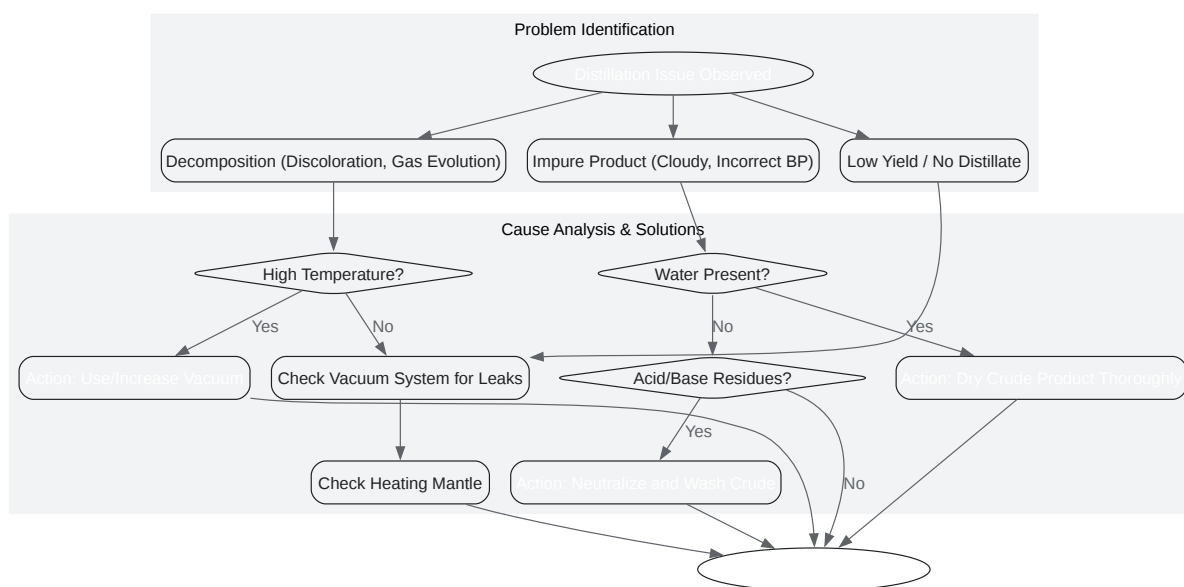 Problem Identification
Distillation Issue Observed
Decomposition (Discoloration, Gas Evolution)
Impure Product (Cloudy, Incorrect BP)
Low Yield / No Distillate
Cause Analysis & Solutions
High Temperature?
Water Present?
Yes
No
No
Yes
Action: Use/Increase Vacuum
Check Vacuum System for Leaks
Acid/Base Residues?
Action: Dry Crude Product Thoroughly
Yes
Check Heating Mantle
Action: Neutralize and Wash Crude
No